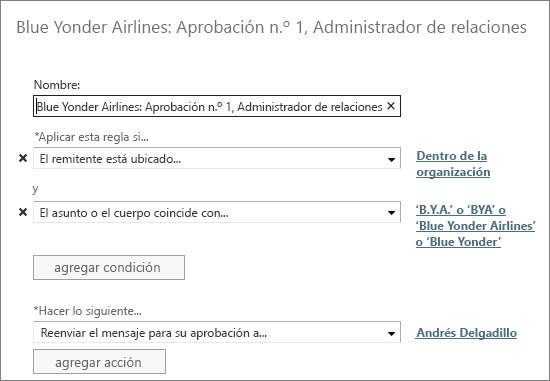 Blue Yonder Airlines: Aprobación n.º 1, Administrador de relaciones
Nombre:
Blue Yonder Airlines: Aprobación n.º 1, Administrador de relaciones ×
*Aplicar esta regla si...
El remitente está ubicado...
Dentro de la
organización
y
El asunto o el cuerpo coincide con...
‘B.Y.A.’ o ‘BYA’ o
‘Blue Yonder Airlines’
o ‘Blue Yonder’
agregar condición
*Hacer lo siguiente...
Reenviar el mensaje para su aprobación a...
Andrés Delgadillo
agregar acción